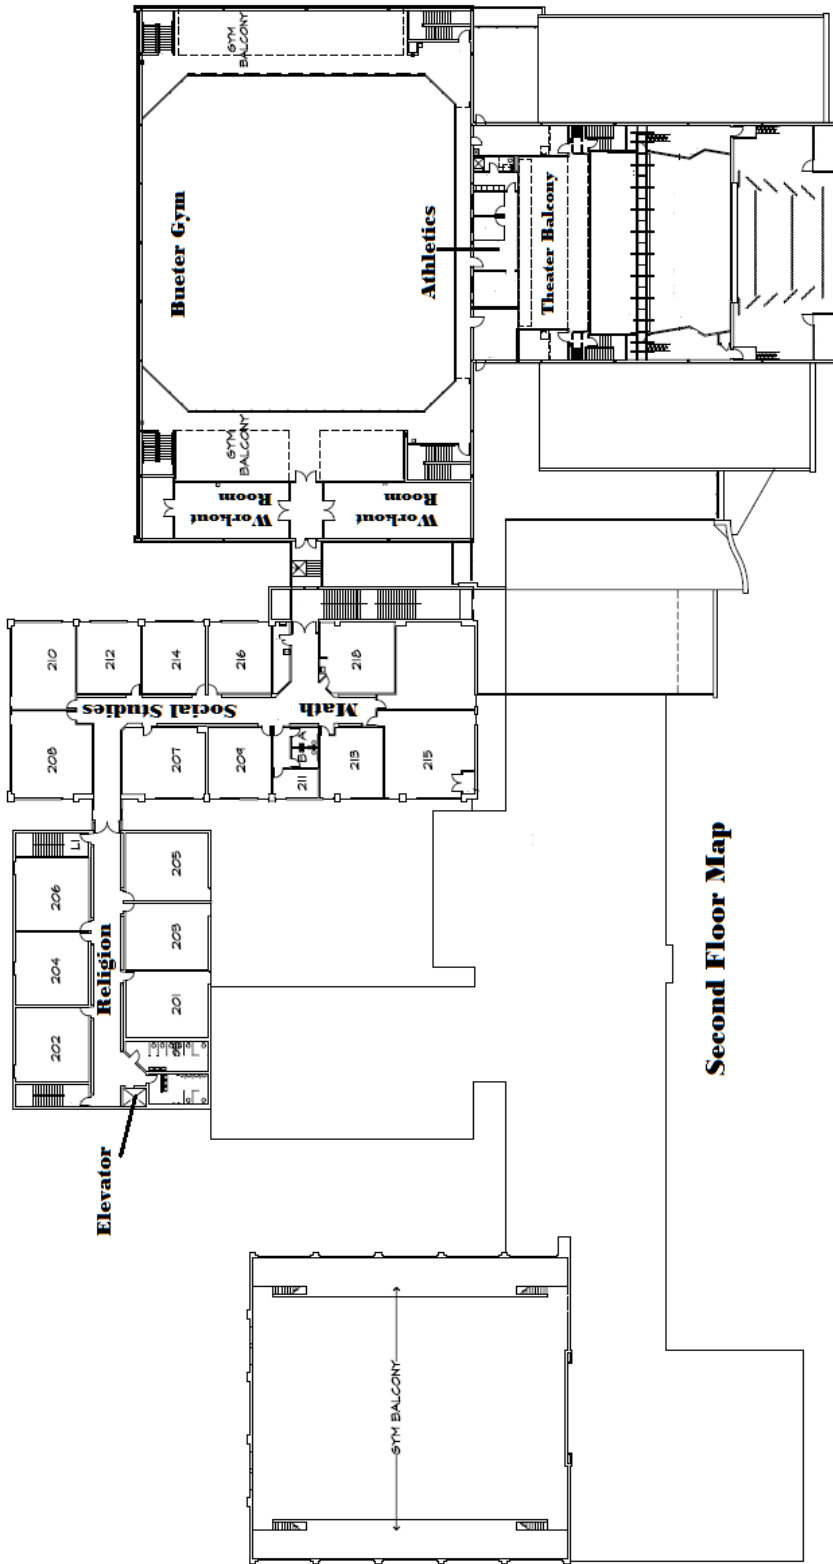 GYM
BALCONY
Bueter Gym
Athletics
Theater Balcony
GYM
BALCONY
Workout
Room
Workout
Room
210
212
214
216
218
Social Studies
Math
208
207
209
211
B
A
213
215
L1
206
205
204
203
Religion
202
201
Elevator
Second Floor Map
GYM BALCONY